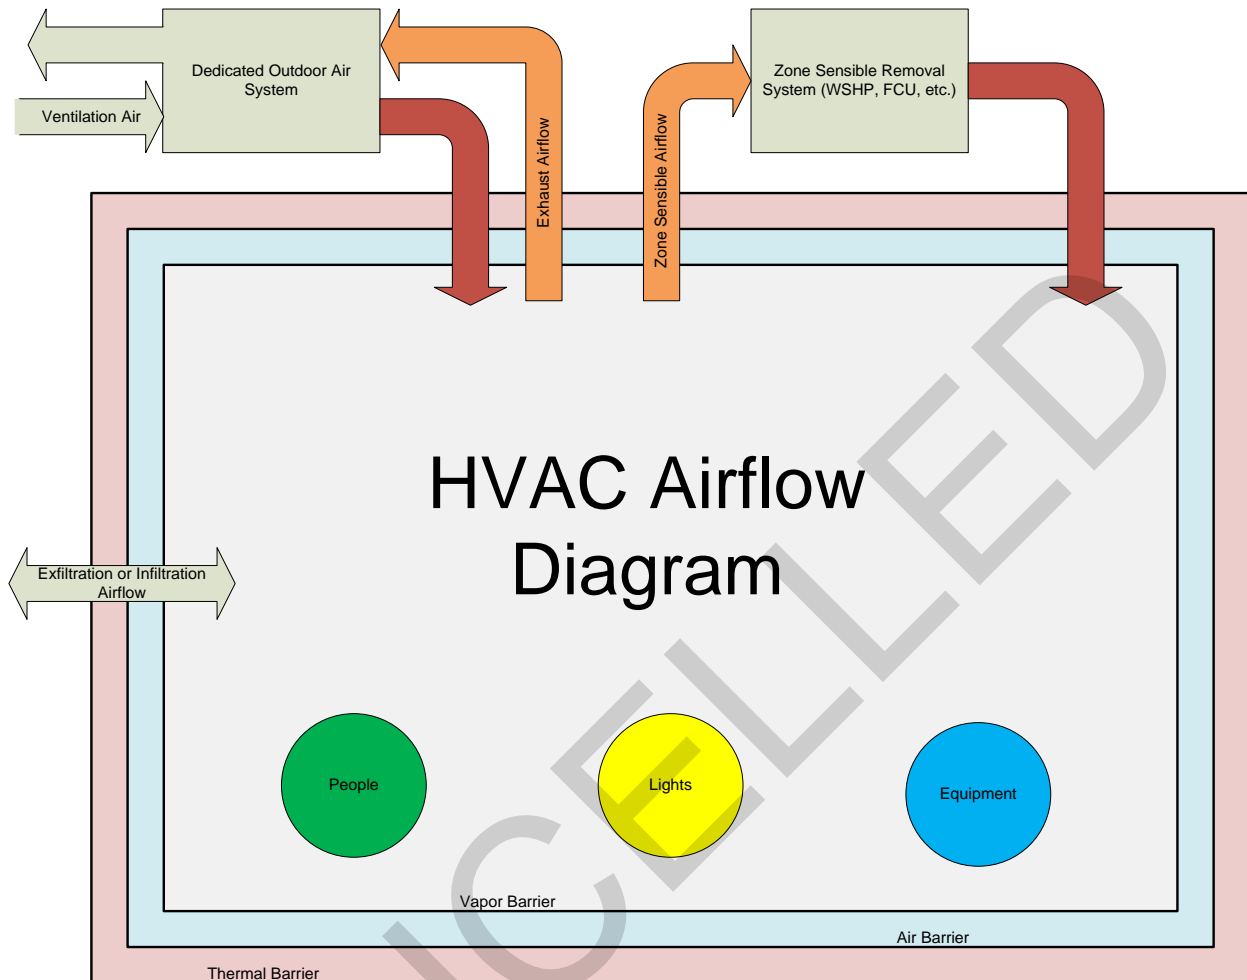 Dedicated Outdoor Air
System
Zone Sensible Removal
System (WSHP, FCU, etc.)
Ventilation Air
Exhaust Airflow
Zone Sensible Airflow
HVAC Airflow
Diagram
Exfiltration or Infiltration
Airflow
People
Lights
Equipment
Vapor Barrier
Air Barrier
Thermal Barrier
NCELLED